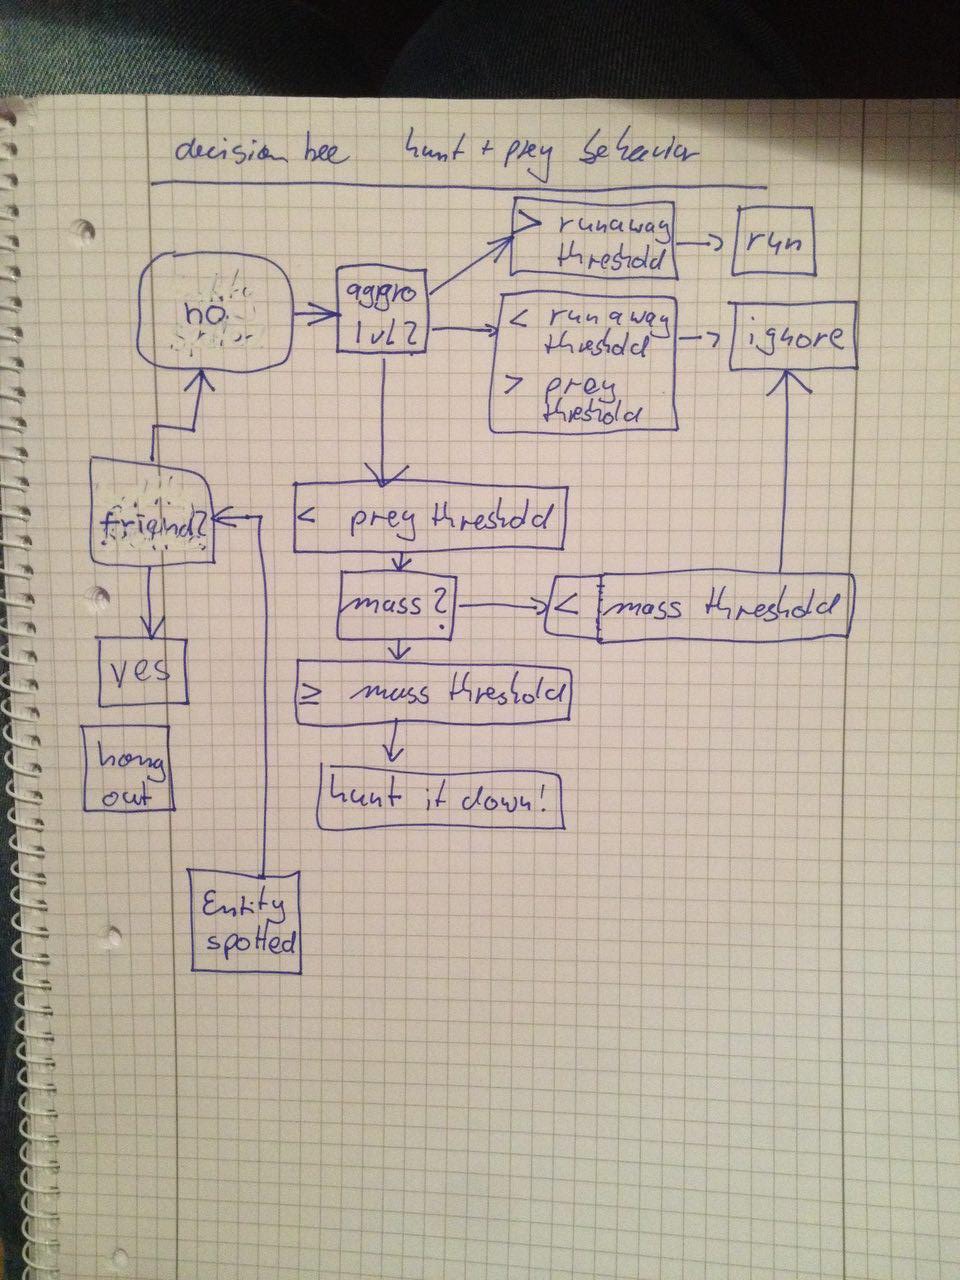 decision tree hunt + prey behavior
> runaway
threshold
run
no
aggro
lvl?
< runaway
threshold
> prey
threshold
ignore
friend?
< prey threshold
mass?
< mass threshold
yes
≥ mass threshold
hang
out
hunt it down!
Entity
spotted